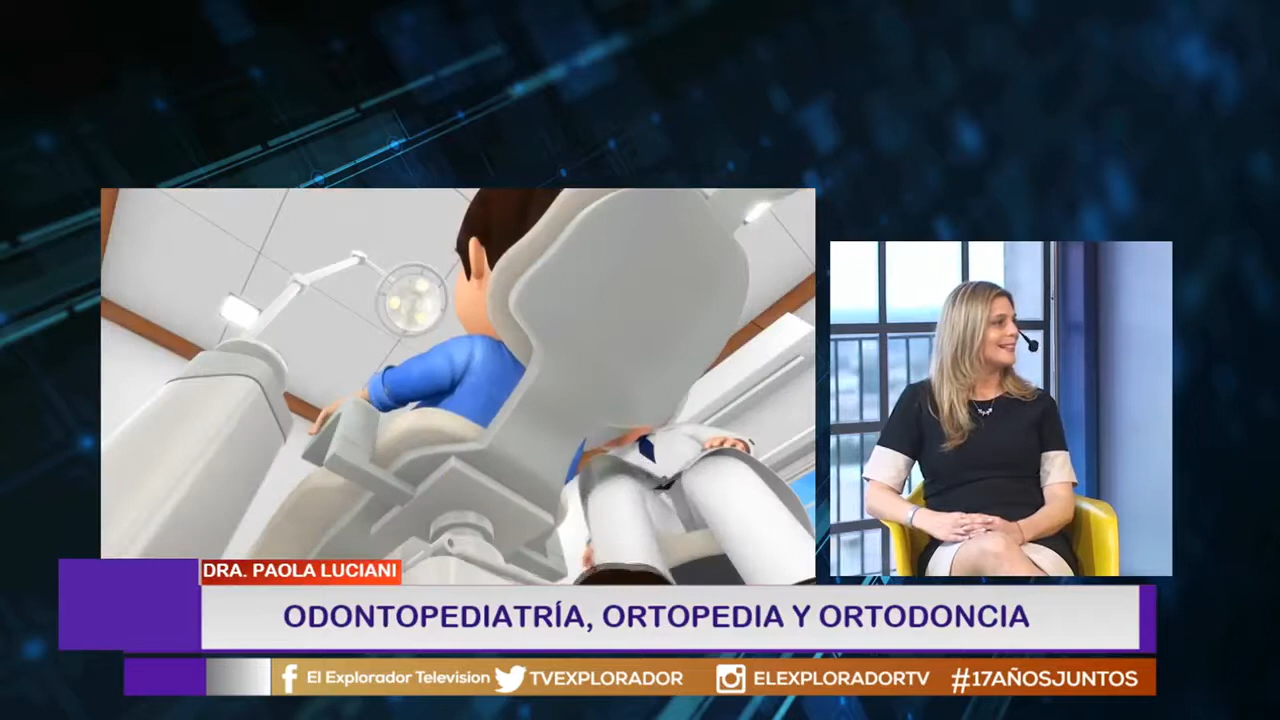 DRA. PAOLA LUCIANI
ODONTOPEDIATRÍA, ORTOPEDIA Y ORTODONCIA
El Explorador Television TVEXPLORADOR ELEXPLORADORTV #17AÑOSJUNTOS